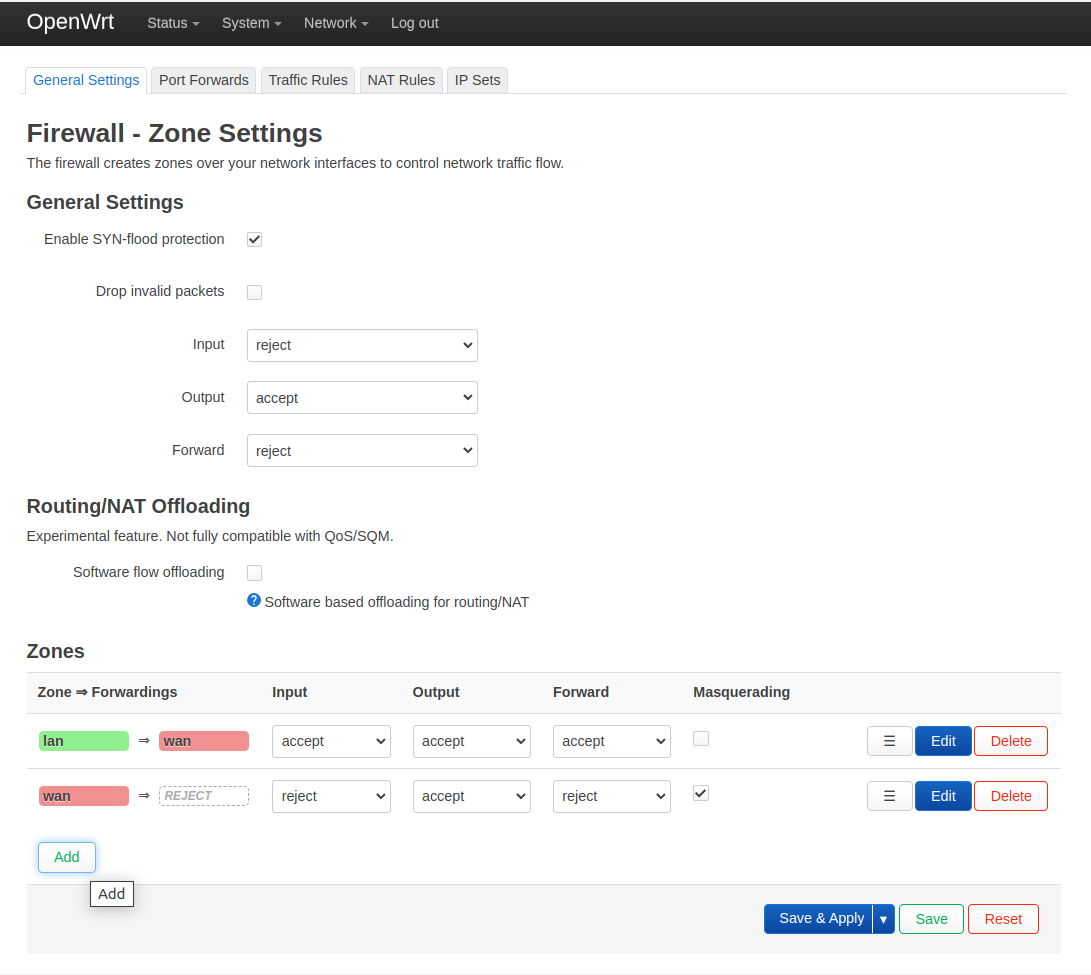 OpenWrt Status System Network Log out
General Settings Port Forwards Traffic Rules NAT Rules IP Sets
Firewall - Zone Settings
The firewall creates zones over your network interfaces to control network traffic flow.
General Settings
Enable SYN-flood protection
Drop invalid packets
Input reject
Output accept
Forward reject
Routing/NAT Offloading
Experimental feature. Not fully compatible with QoS/SQM.
Software flow offloading
? Software based offloading for routing/NAT
Zones
Zone ⇒ Forwardings Input Output Forward Masquerading
lan ⇒ wan accept accept accept ☰ Edit Delete
wan ⇒ REJECT reject accept reject ☰ Edit Delete
Add
Add
Save & Apply ▾ Save Reset